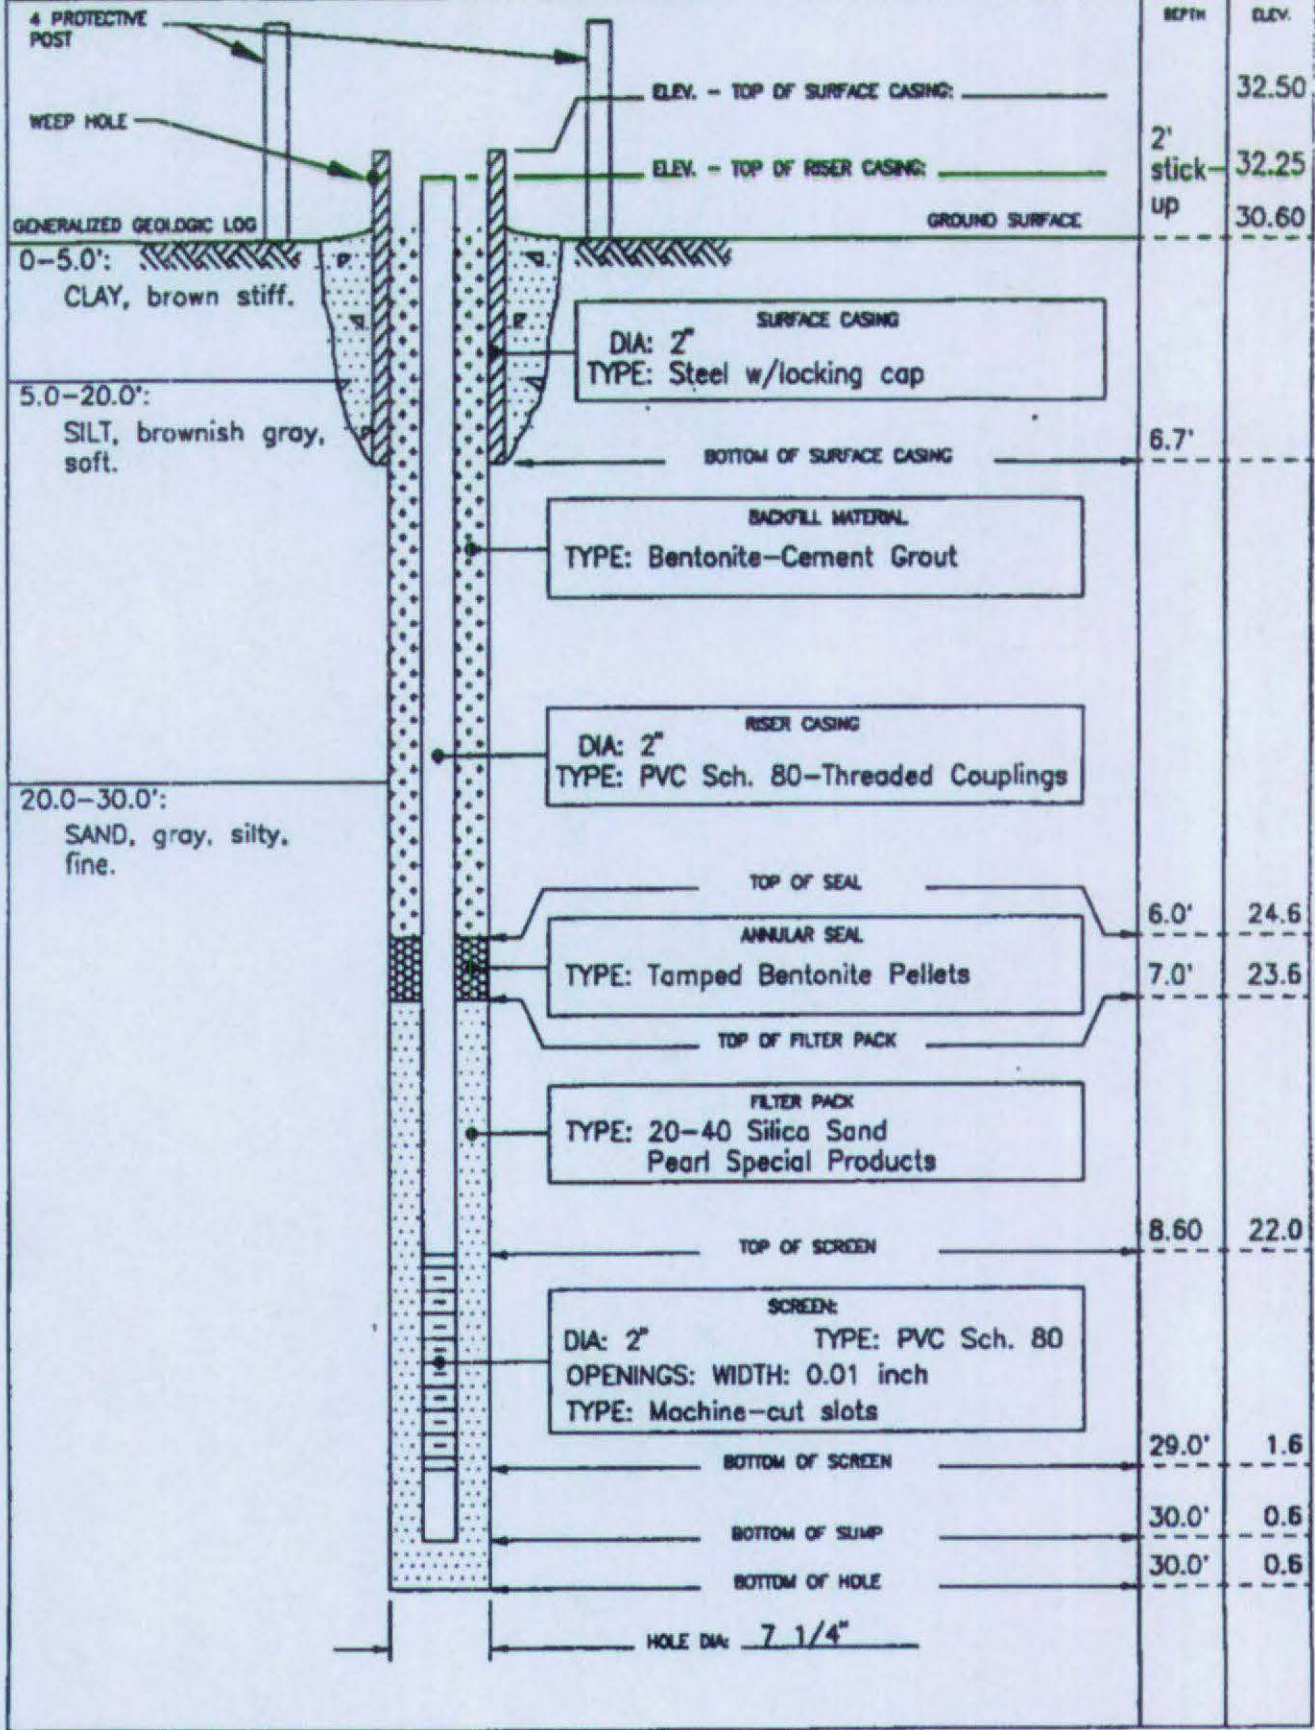 4 PROTECTIVE
POST
DEPTH
ELEV.
ELEV. - TOP OF SURFACE CASING:
32.50
WEEP HOLE
2'
stick-
up
ELEV. - TOP OF RISER CASING:
32.25
GENERALIZED GEOLOGIC LOG
GROUND SURFACE
30.60
0-5.0':
CLAY, brown stiff.
SURFACE CASING
DIA: 2"
TYPE: Steel w/locking cap
5.0-20.0':
SILT, brownish gray,
soft.
BOTTOM OF SURFACE CASING
6.7'
BACKFILL MATERIAL
TYPE: Bentonite-Cement Grout
RISER CASING
DIA: 2"
TYPE: PVC Sch. 80-Threaded Couplings
20.0-30.0':
SAND, gray, silty,
fine.
TOP OF SEAL
6.0'
24.6
ANNULAR SEAL
TYPE: Tamped Bentonite Pellets
7.0'
23.6
TOP OF FILTER PACK
FILTER PACK
TYPE: 20-40 Silica Sand
Pearl Special Products
TOP OF SCREEN
8.60
22.0
SCREEN:
DIA: 2" TYPE: PVC Sch. 80
OPENINGS: WIDTH: 0.01 inch
TYPE: Machine-cut slots
BOTTOM OF SCREEN
29.0'
1.6
BOTTOM OF SUMP
30.0'
0.6
BOTTOM OF HOLE
30.0'
0.6
HOLE DIA: 7 1/4"